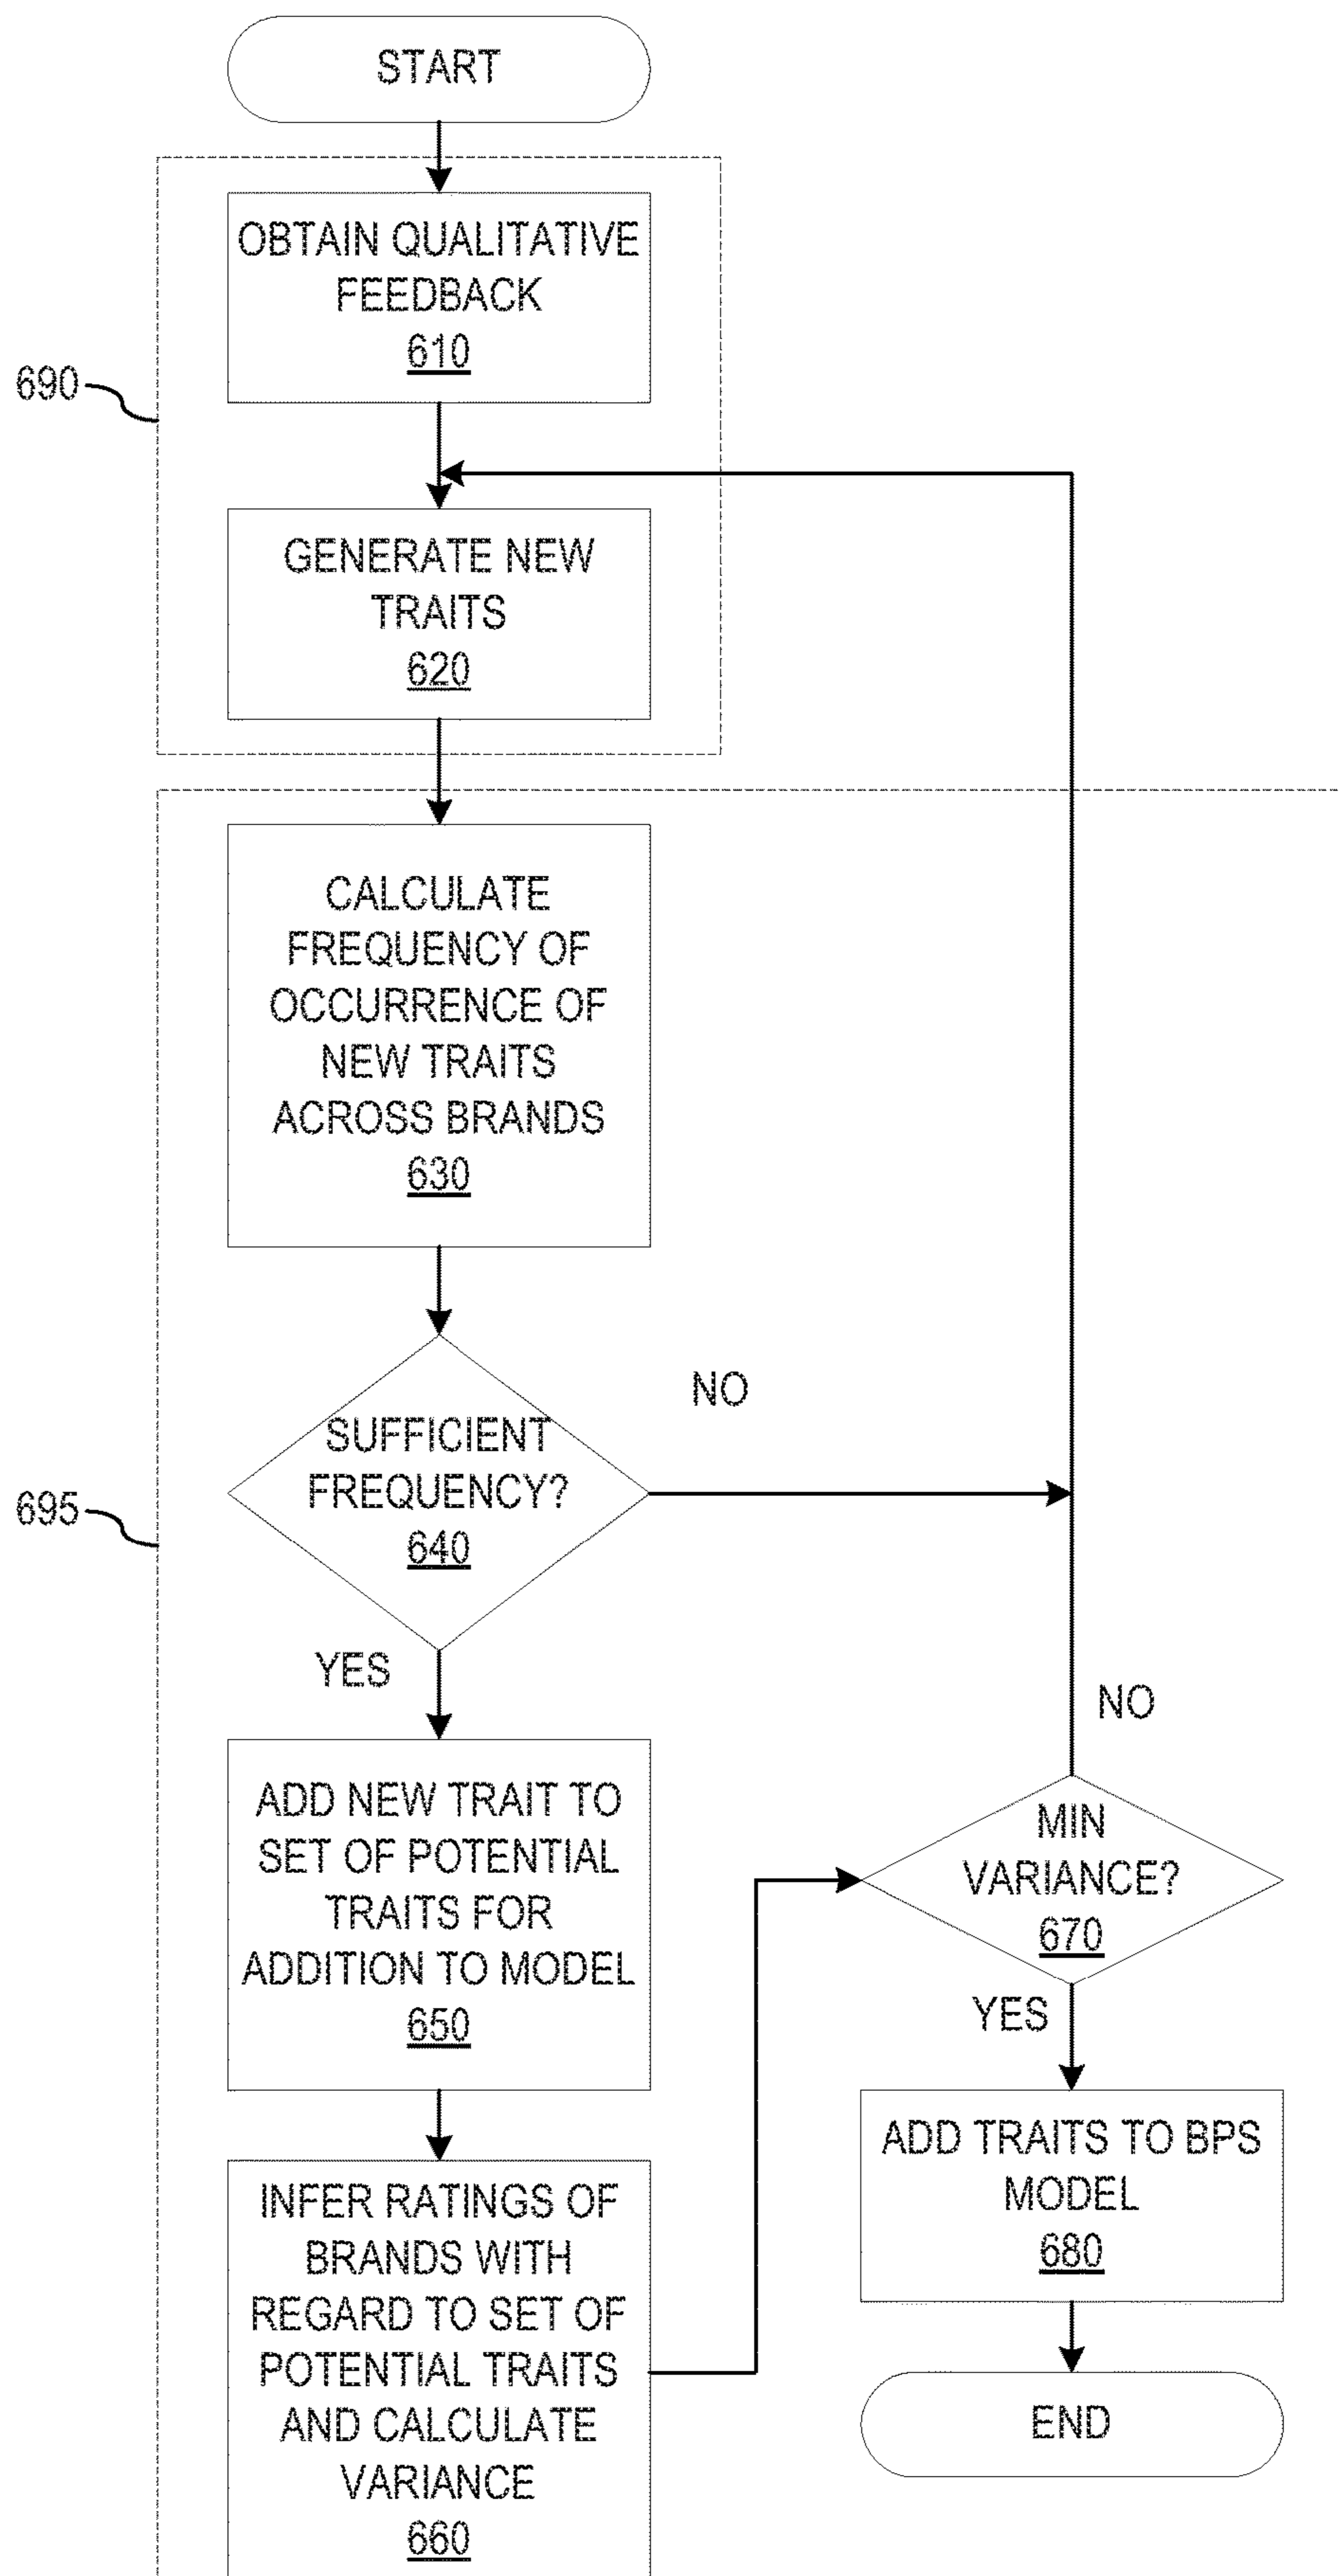 START
OBTAIN QUALITATIVE
FEEDBACK
610
690
GENERATE NEW
TRAITS
620
CALCULATE
FREQUENCY OF
OCCURRENCE OF
NEW TRAITS
ACROSS BRANDS
630
NO
SUFFICIENT
FREQUENCY?
640
695
YES
ADD NEW TRAIT TO
SET OF POTENTIAL
TRAITS FOR
ADDITION TO MODEL
650
INFER RATINGS OF
BRANDS WITH
REGARD TO SET OF
POTENTIAL TRAITS
AND CALCULATE
VARIANCE
660
NO
MIN
VARIANCE?
670
YES
ADD TRAITS TO BPS
MODEL
680
END